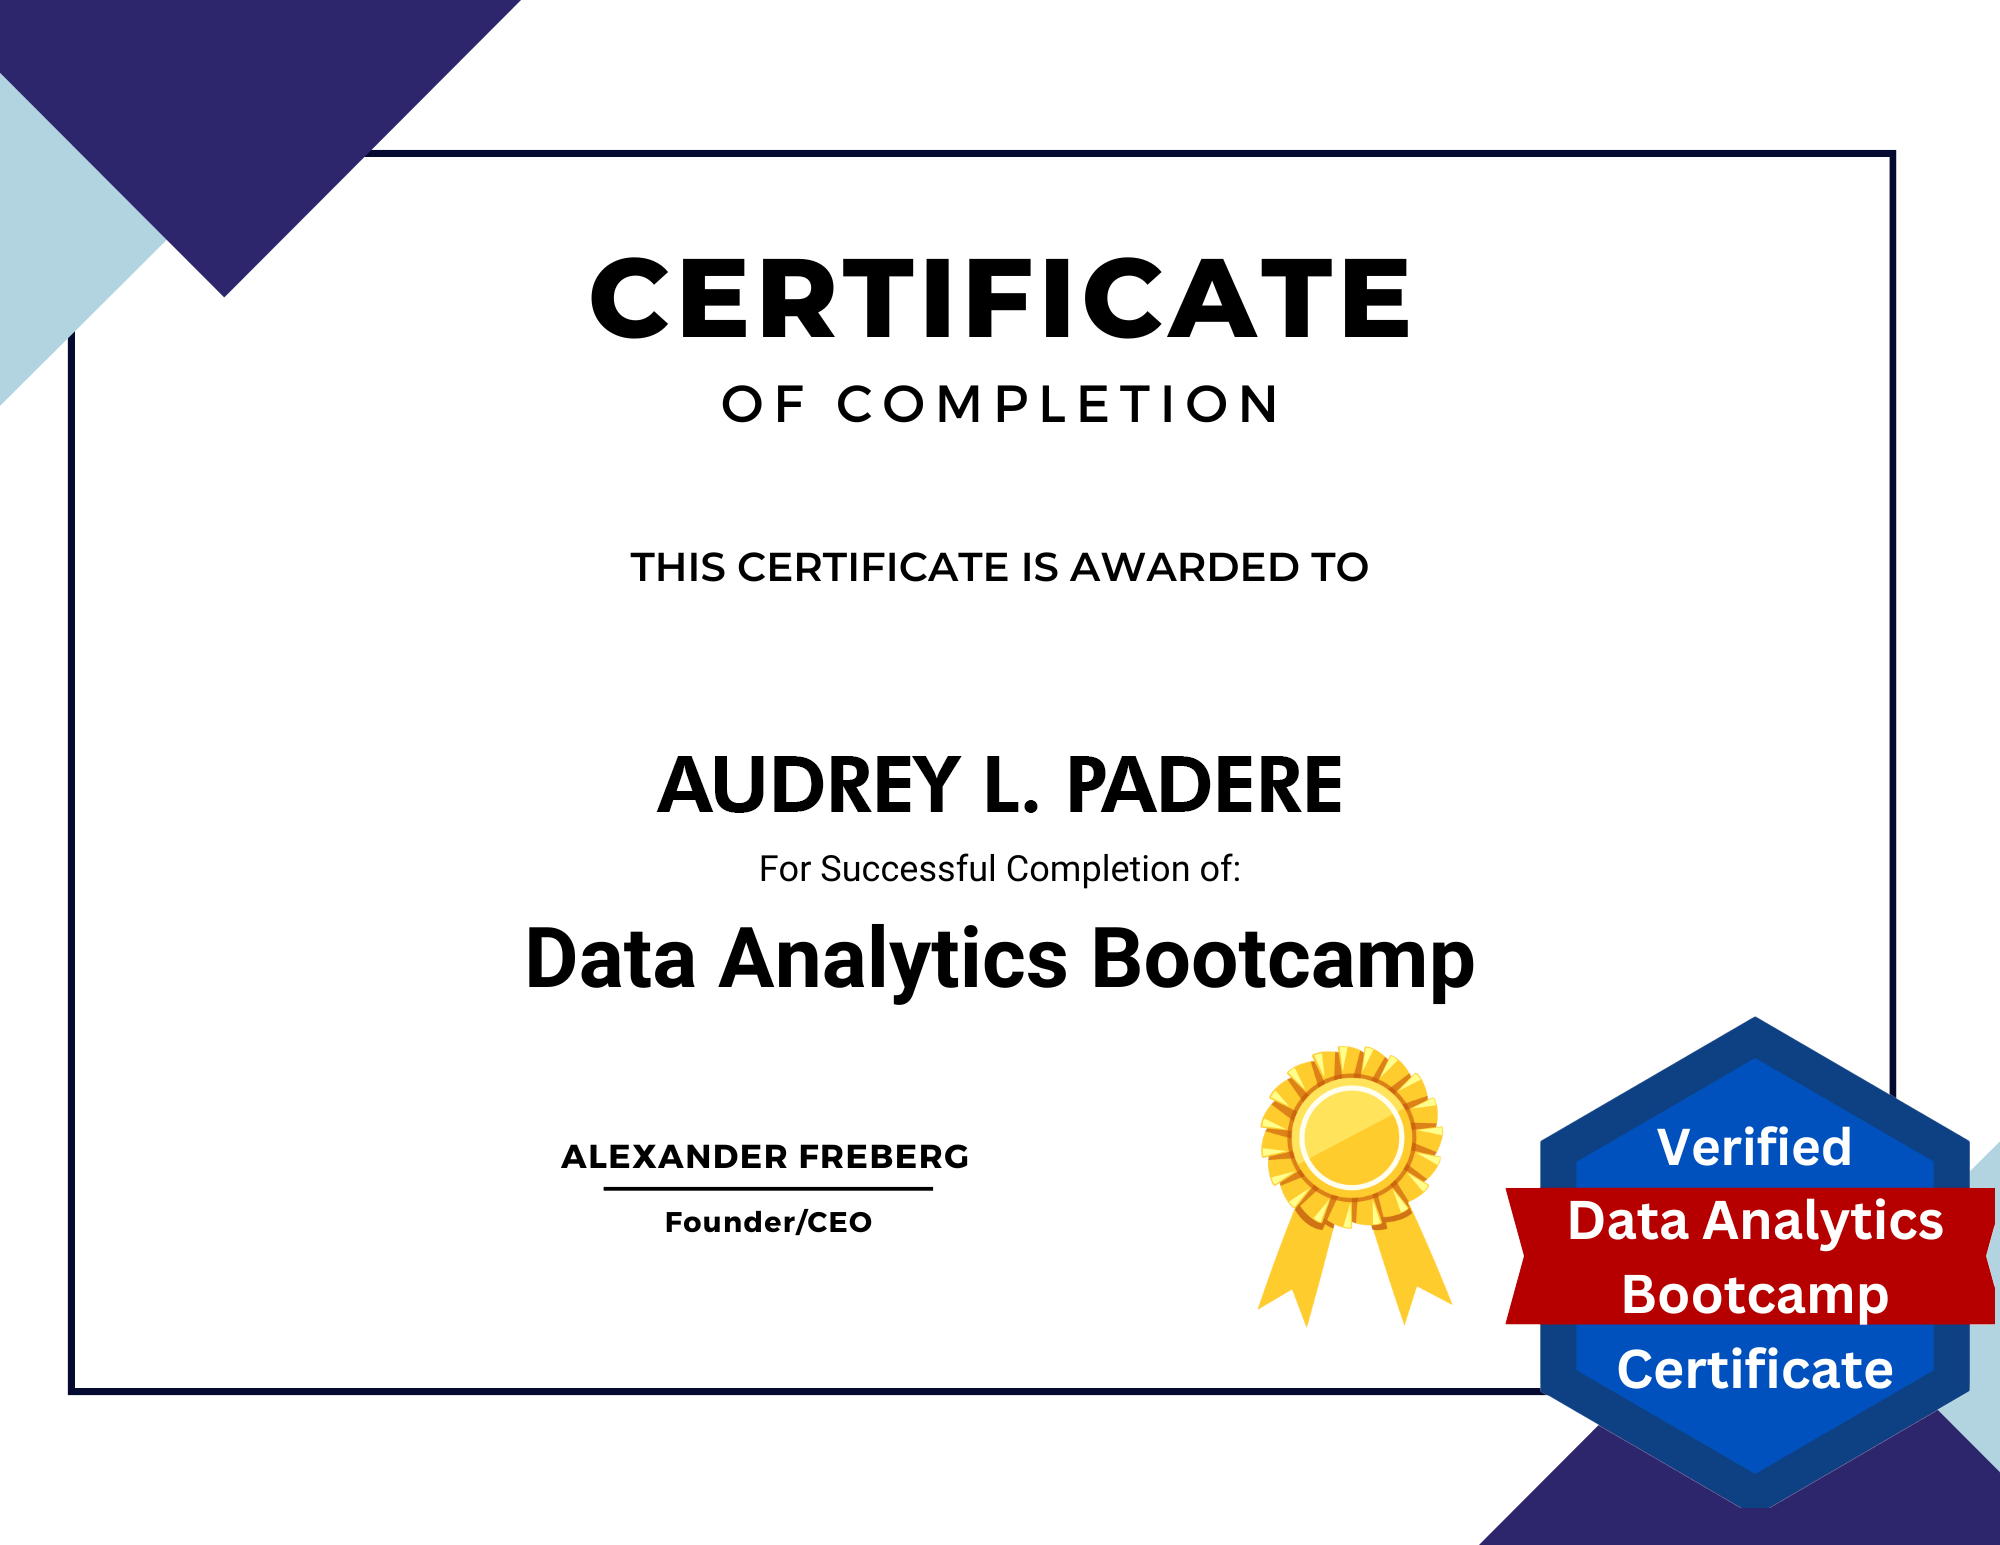 CERTIFICATE
OF COMPLETION
THIS CERTIFICATE IS AWARDED TO
AUDREY L. PADERE
For Successful Completion of:
Data Analytics Bootcamp
ALEXANDER FREBERG
Founder/CEO
Verified
Data Analytics
Bootcamp
Certificate